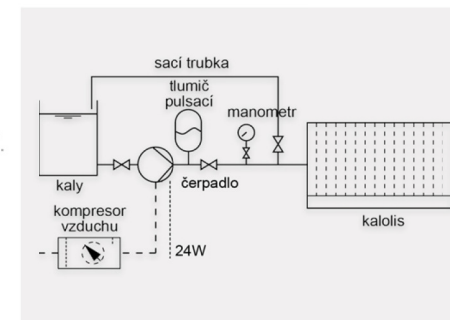 sací trubka
tlumič
pulsací
manometr
kaly
čerpadlo
kalolis
kompresor
vzduchu
24W